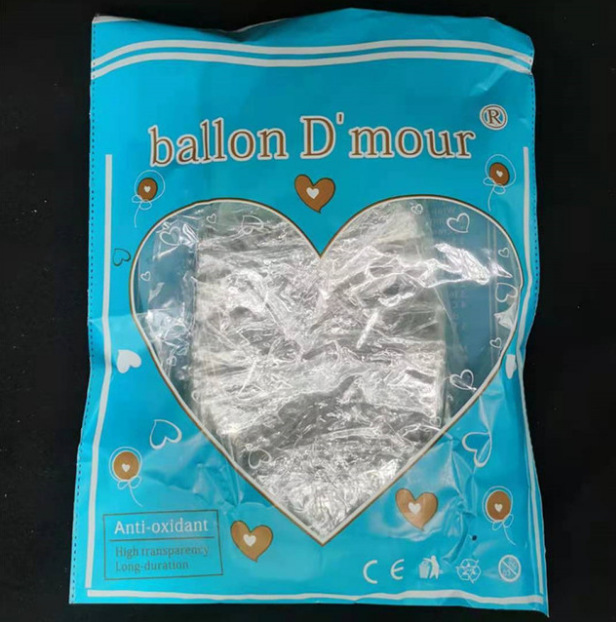 ballon D'mour ®
Anti-oxidant
High transparency
Long-duration
CE